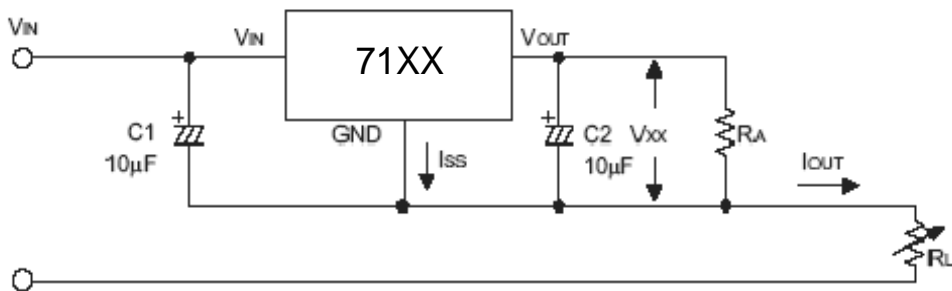 VIN
VIN
71XX
VOUT
+
C1
10µF
GND
ISS
+
C2
10µF
VXX
RA
IOUT
RL